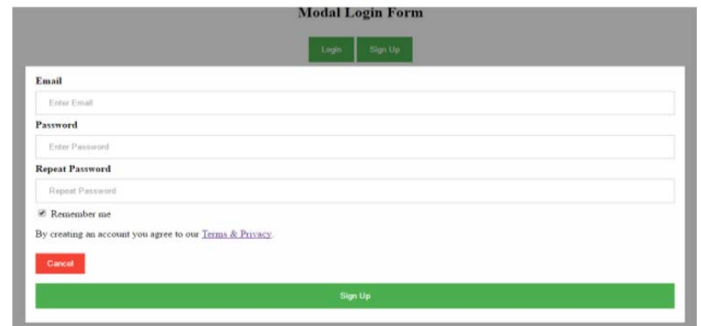 Modal Login Form
Login Sign Up
Email
Enter Email
Password
Enter Password
Repeat Password
Repeat Password
Remember me
By creating an account you agree to our Terms & Privacy.
Cancel
Sign Up